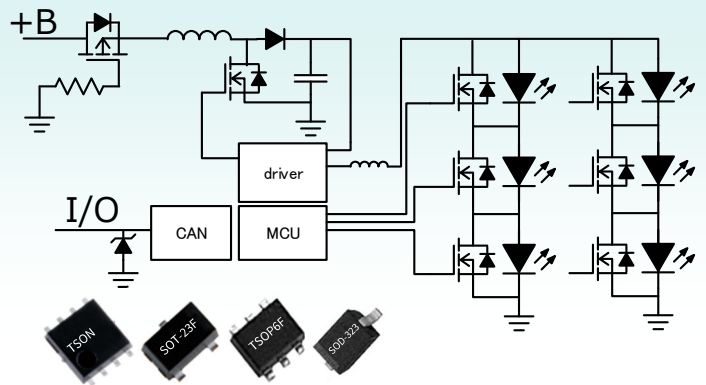 +B
driver
I/O
CAN
MCU
TSON
SOT-23F
TSOP6F
SOD-323